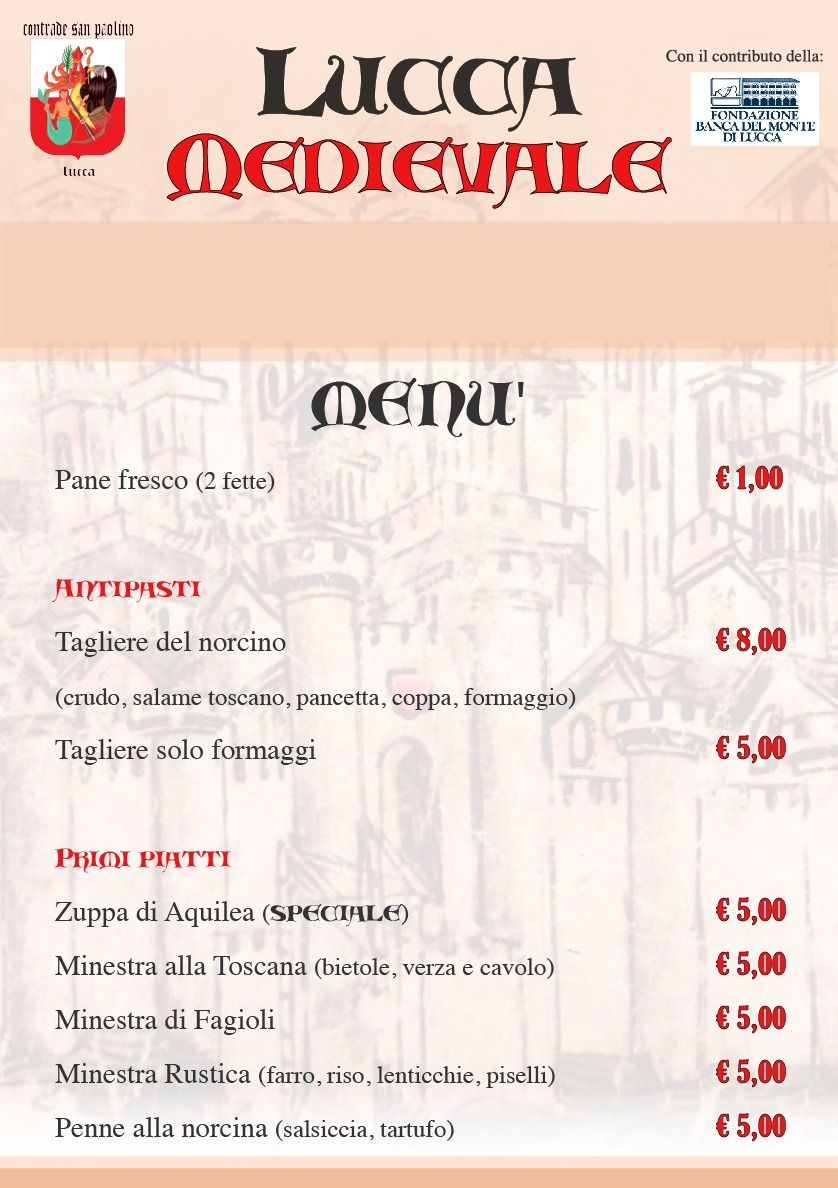 contrade san paolino
lucca
LUCCA
MEDIEVALE
Con il contributo della:
FONDAZIONE
BANCA DEL MONTE
DI LUCCA
MENU'
Pane fresco (2 fette) € 1,00
ANTIPASTI
Tagliere del norcino € 8,00
(crudo, salame toscano, pancetta, coppa, formaggio)
Tagliere solo formaggi € 5,00
PRIMI PIATTI
Zuppa di Aquilea (SPECIALE) € 5,00
Minestra alla Toscana (bietole, verza e cavolo) € 5,00
Minestra di Fagioli € 5,00
Minestra Rustica (farro, riso, lenticchie, piselli) € 5,00
Penne alla norcina (salsiccia, tartufo) € 5,00